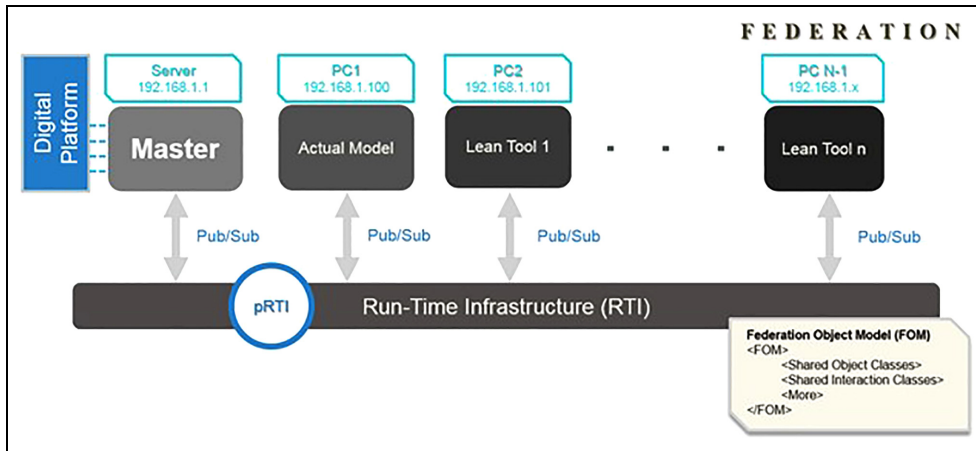 FEDERATION
Digital
Platform
Server
192.168.1.1
PC1
192.168.1.100
PC2
192.168.1.101
PC N-1
192.168.1.x
Master
Actual Model
Lean Tool 1
. . .
Lean Tool n
Pub/Sub
Pub/Sub
Pub/Sub
Pub/Sub
pRTI
Run-Time Infrastructure (RTI)
Federation Object Model (FOM)
<FOM>
<Shared Object Classes>
<Shared Interaction Classes>
<More>
</FOM>